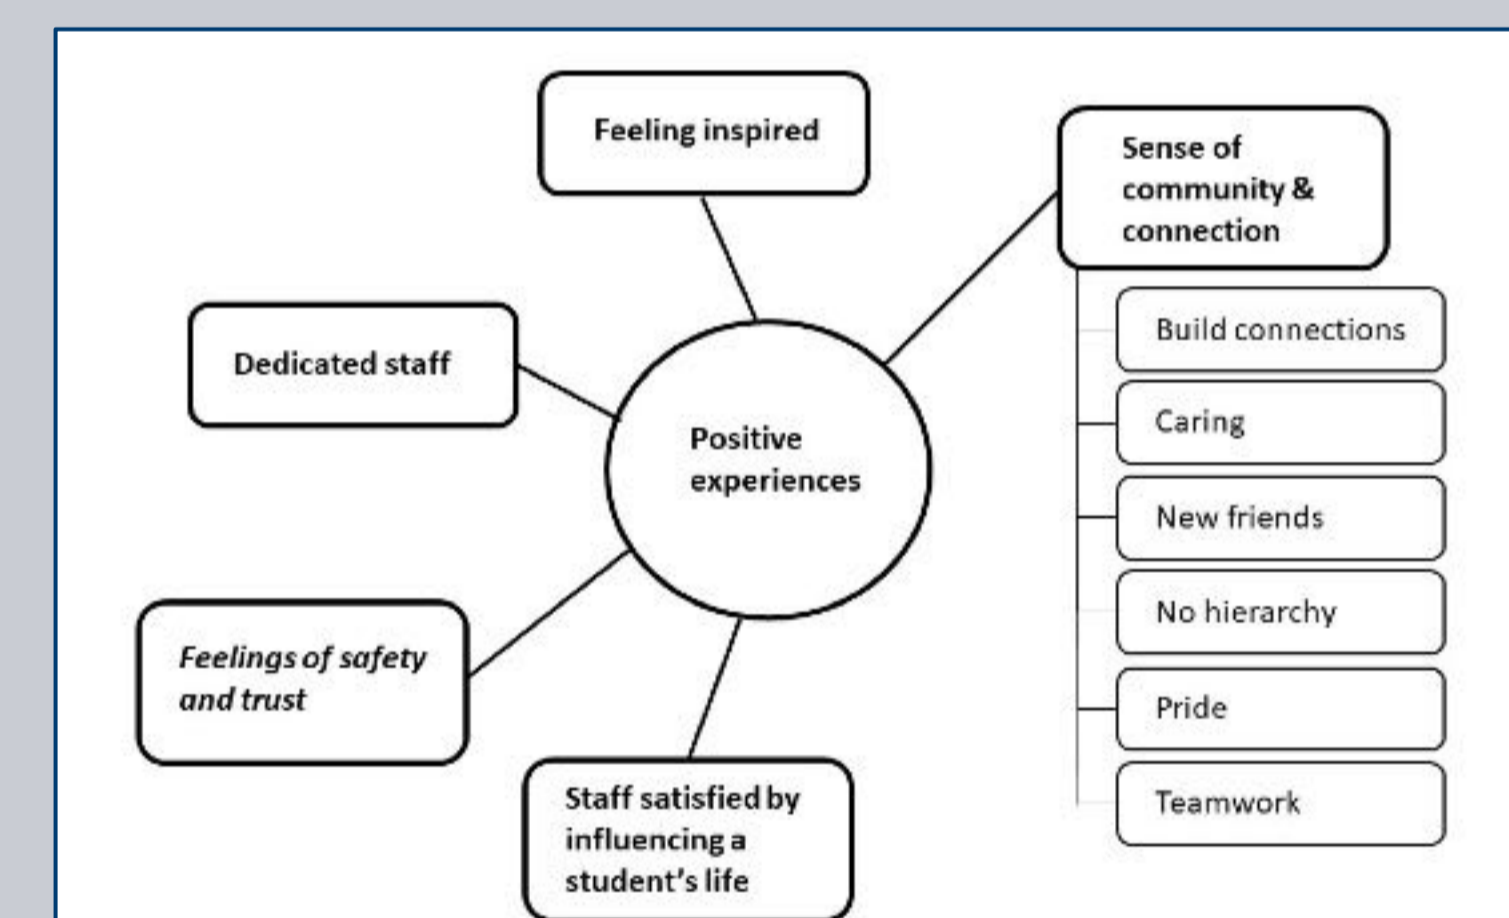 Feeling inspired
Sense of
community &
connection
Build connections
Caring
New friends
No hierarchy
Pride
Teamwork
Dedicated staff
Positive
experiences
Feelings of safety
and trust
Staff satisfied by
influencing a
student's life